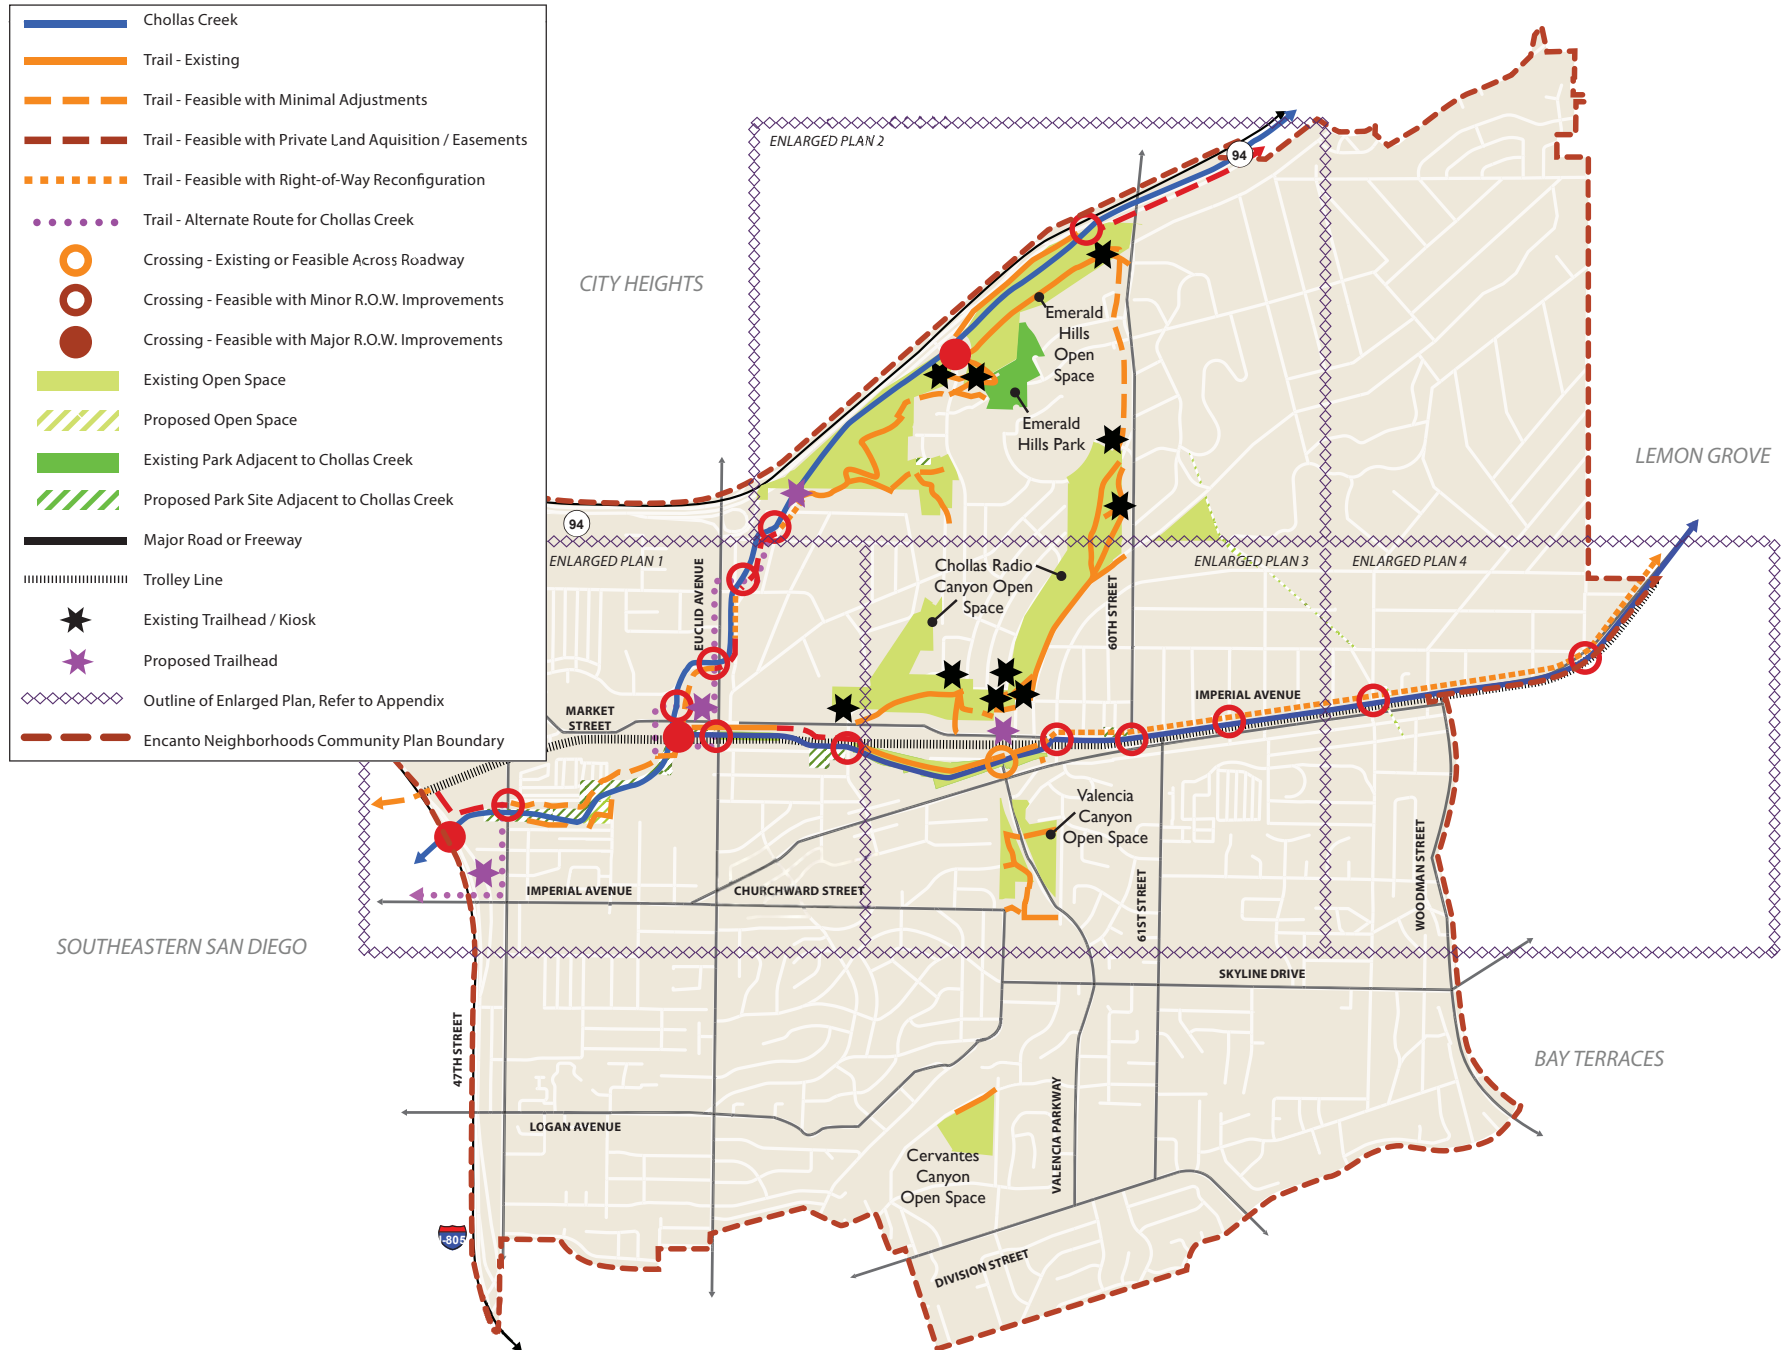 Chollas Creek
Trail - Existing
Trail - Feasible with Minimal Adjustments
Trail - Feasible with Private Land Aquisition / Easements
Trail - Feasible with Right-of-Way Reconfiguration
Trail - Alternate Route for Chollas Creek
Crossing - Existing or Feasible Across Roadway
Crossing - Feasible with Minor R.O.W. Improvements
Crossing - Feasible with Major R.O.W. Improvements
Existing Open Space
Proposed Open Space
Existing Park Adjacent to Chollas Creek
Proposed Park Site Adjacent to Chollas Creek
Major Road or Freeway
Trolley Line
Existing Trailhead / Kiosk
Proposed Trailhead
Outline of Enlarged Plan, Refer to Appendix
Encanto Neighborhoods Community Plan Boundary
ENLARGED PLAN 2
94
CITY HEIGHTS
Emerald
Hills
Open
Space
Emerald
Hills Park
LEMON GROVE
94
ENLARGED PLAN 1
ENLARGED PLAN 3
ENLARGED PLAN 4
EUCLID AVENUE
Chollas Radio
Canyon Open
Space
60TH STREET
MARKET
STREET
IMPERIAL AVENUE
Valencia
Canyon
Open Space
IMPERIAL AVENUE
CHURCHWARD STREET
61ST STREET
WOODMAN STREET
SOUTHEASTERN SAN DIEGO
SKYLINE DRIVE
47TH STREET
BAY TERRACES
LOGAN AVENUE
VALENCIA PARKWAY
Cervantes
Canyon
Open Space
I-805
DIVISION STREET